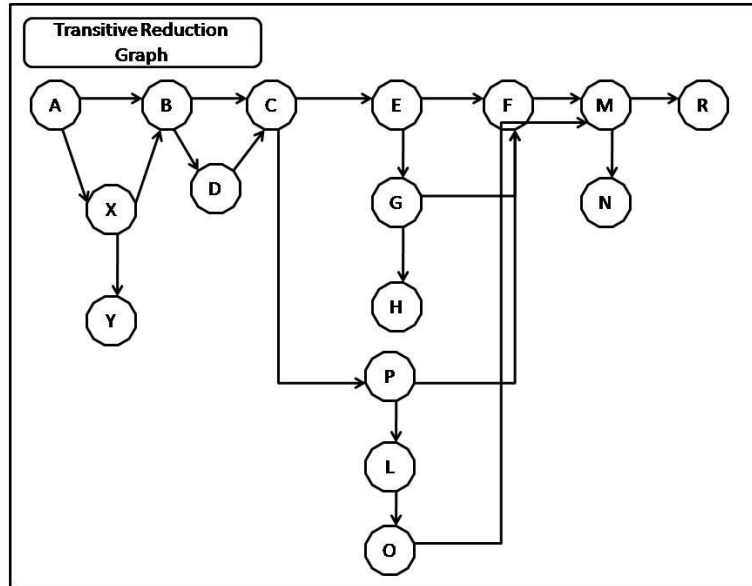 Transitive Reduction
Graph
A B C E F M R
D
X G N
Y H
P
L
O